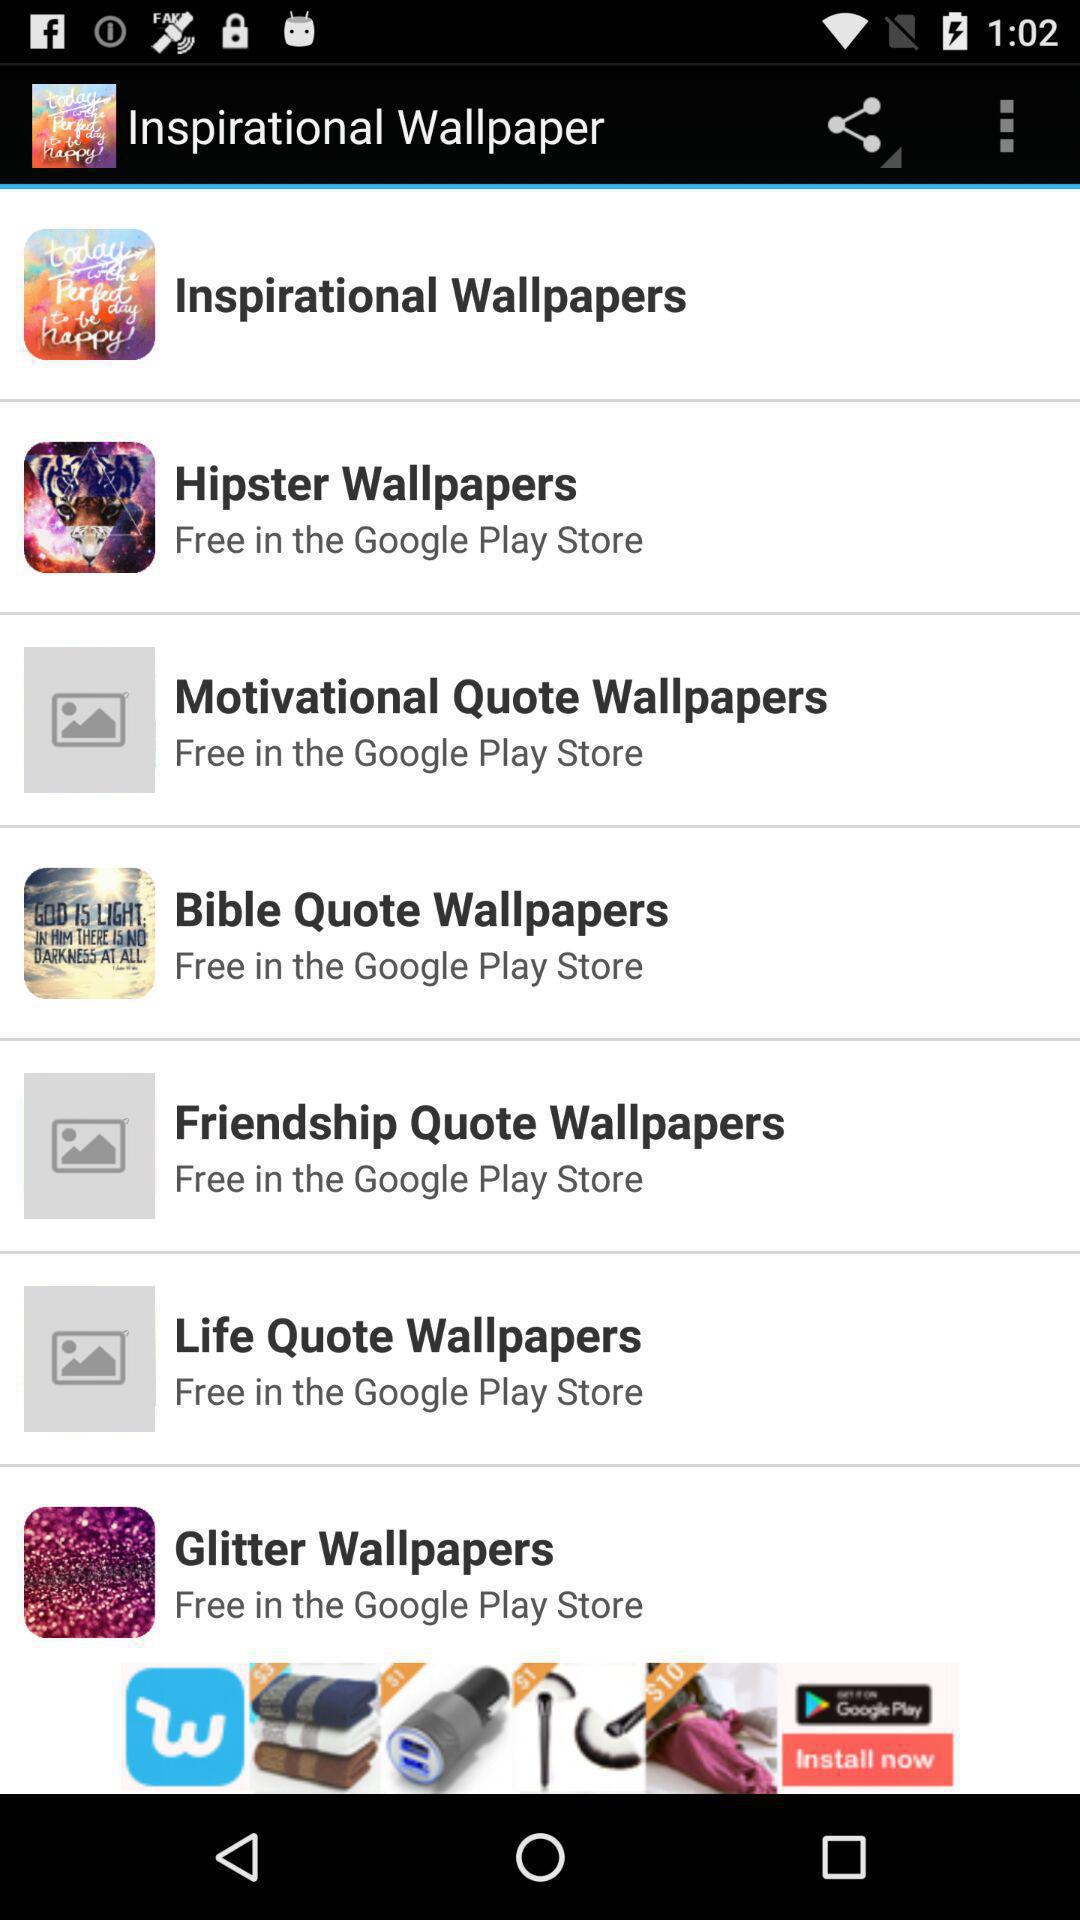 FAKE
1:02
today
is the
Perfect
day
to be
happy!
Inspirational Wallpaper
today
is the
Perfect
day
to be
happy!
Inspirational Wallpapers
Hipster Wallpapers
Free in the Google Play Store
Motivational Quote Wallpapers
Free in the Google Play Store
GOD IS LIGHT;
IN HIM THERE IS NO
DARKNESS AT ALL.
Bible Quote Wallpapers
Free in the Google Play Store
Friendship Quote Wallpapers
Free in the Google Play Store
Life Quote Wallpapers
Free in the Google Play Store
Glitter Wallpapers
Free in the Google Play Store
w
$3
$1
$1
$10
GET IT ON
Google Play
Install now